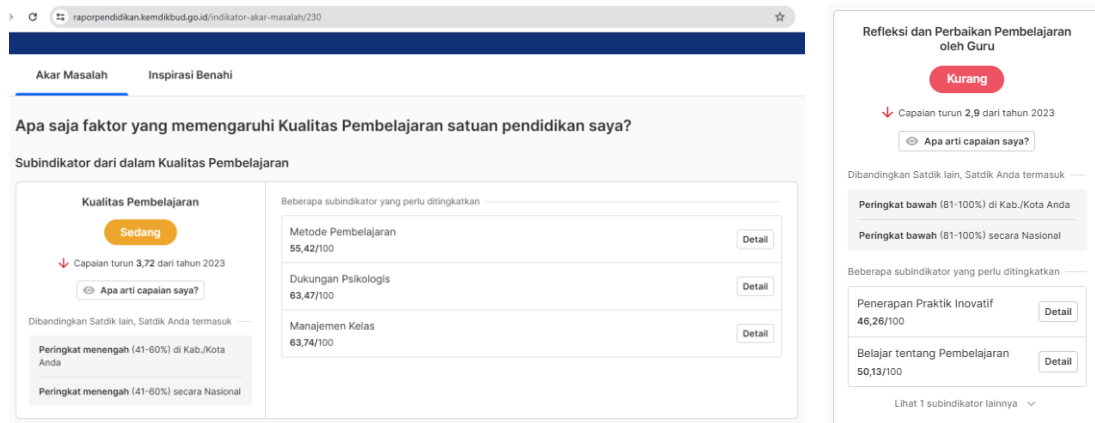 raporpendidikan.kemdikbud.go.id/indikator-akar-masalah/230
Akar Masalah
Inspirasi Benahi
Apa saja faktor yang memengaruhi Kualitas Pembelajaran satuan pendidikan saya?
Subindikator dari dalam Kualitas Pembelajaran
Kualitas Pembelajaran
Sedang
Capaian turun 3,72 dari tahun 2023
Apa arti capaian saya?
Dibandingkan Satdik lain, Satdik Anda termasuk
Peringkat menengah (41-60%) di Kab./Kota
Anda
Peringkat menengah (41-60%) secara Nasional
Beberapa subindikator yang perlu ditingkatkan
Metode Pembelajaran
55,42/100
Detail
Dukungan Psikologis
63,47/100
Detail
Manajemen Kelas
63,74/100
Detail
Refleksi dan Perbaikan Pembelajaran
oleh Guru
Kurang
Capaian turun 2,9 dari tahun 2023
Apa arti capaian saya?
Dibandingkan Satdik lain, Satdik Anda termasuk
Peringkat bawah (81-100%) di Kab./Kota Anda
Peringkat bawah (81-100%) secara Nasional
Beberapa subindikator yang perlu ditingkatkan
Penerapan Praktik Inovatif
46,26/100
Detail
Belajar tentang Pembelajaran
50,13/100
Detail
Lihat 1 subindikator lainnya